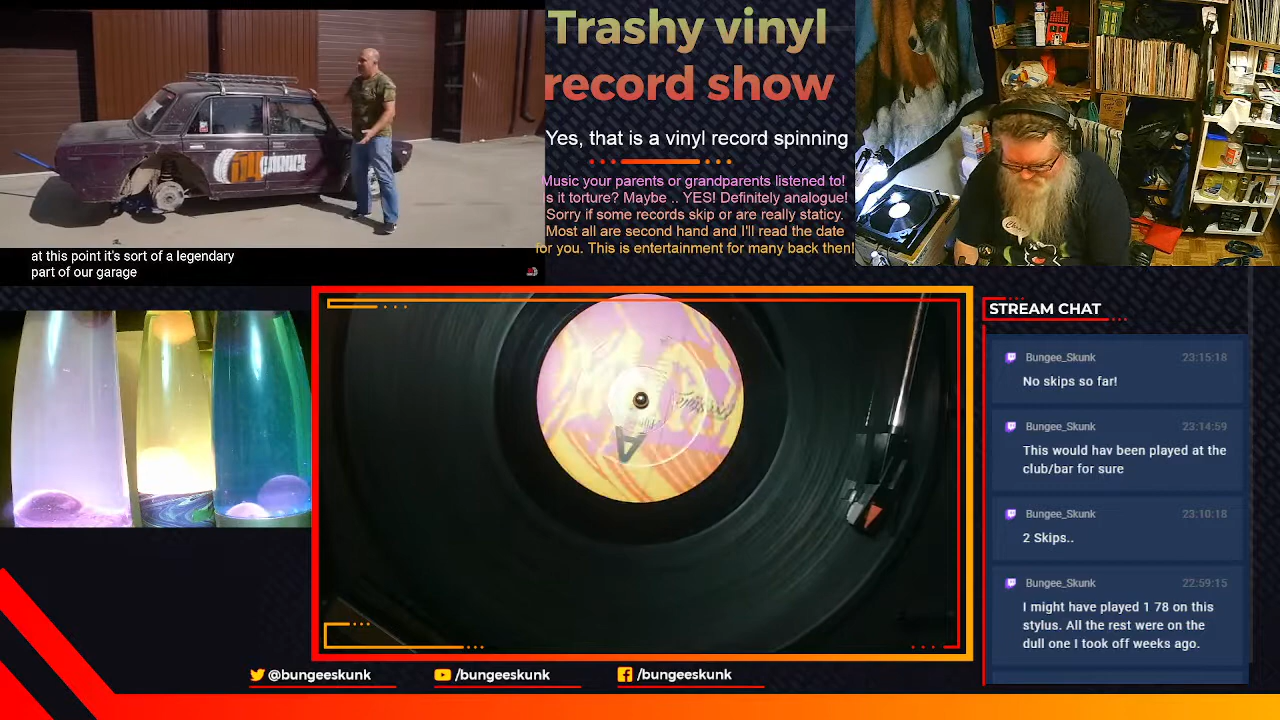 at this point it's sort of a legendary
part of our garage
Trashy vinyl
record show
Yes, that is a vinyl record spinning
Music your parents or grandparents listened to!
Is it torture? Maybe .. YES! Definitely analogue!
Sorry if some records skip or are really staticy.
Most all are second hand and I'll read the date
for you. This is entertainment for many back then!
STREAM CHAT
Bungee_Skunk 23:15:18
No skips so far!
Bungee_Skunk 23:14:59
This would hav been played at the
club/bar for sure
Bungee_Skunk 23:10:18
2 Skips..
Bungee_Skunk 22:59:15
I might have played 1 78 on this
stylus. All the rest were on the
dull one I took off weeks ago.
@bungeeskunk
/bungeeskunk
/bungeeskunk